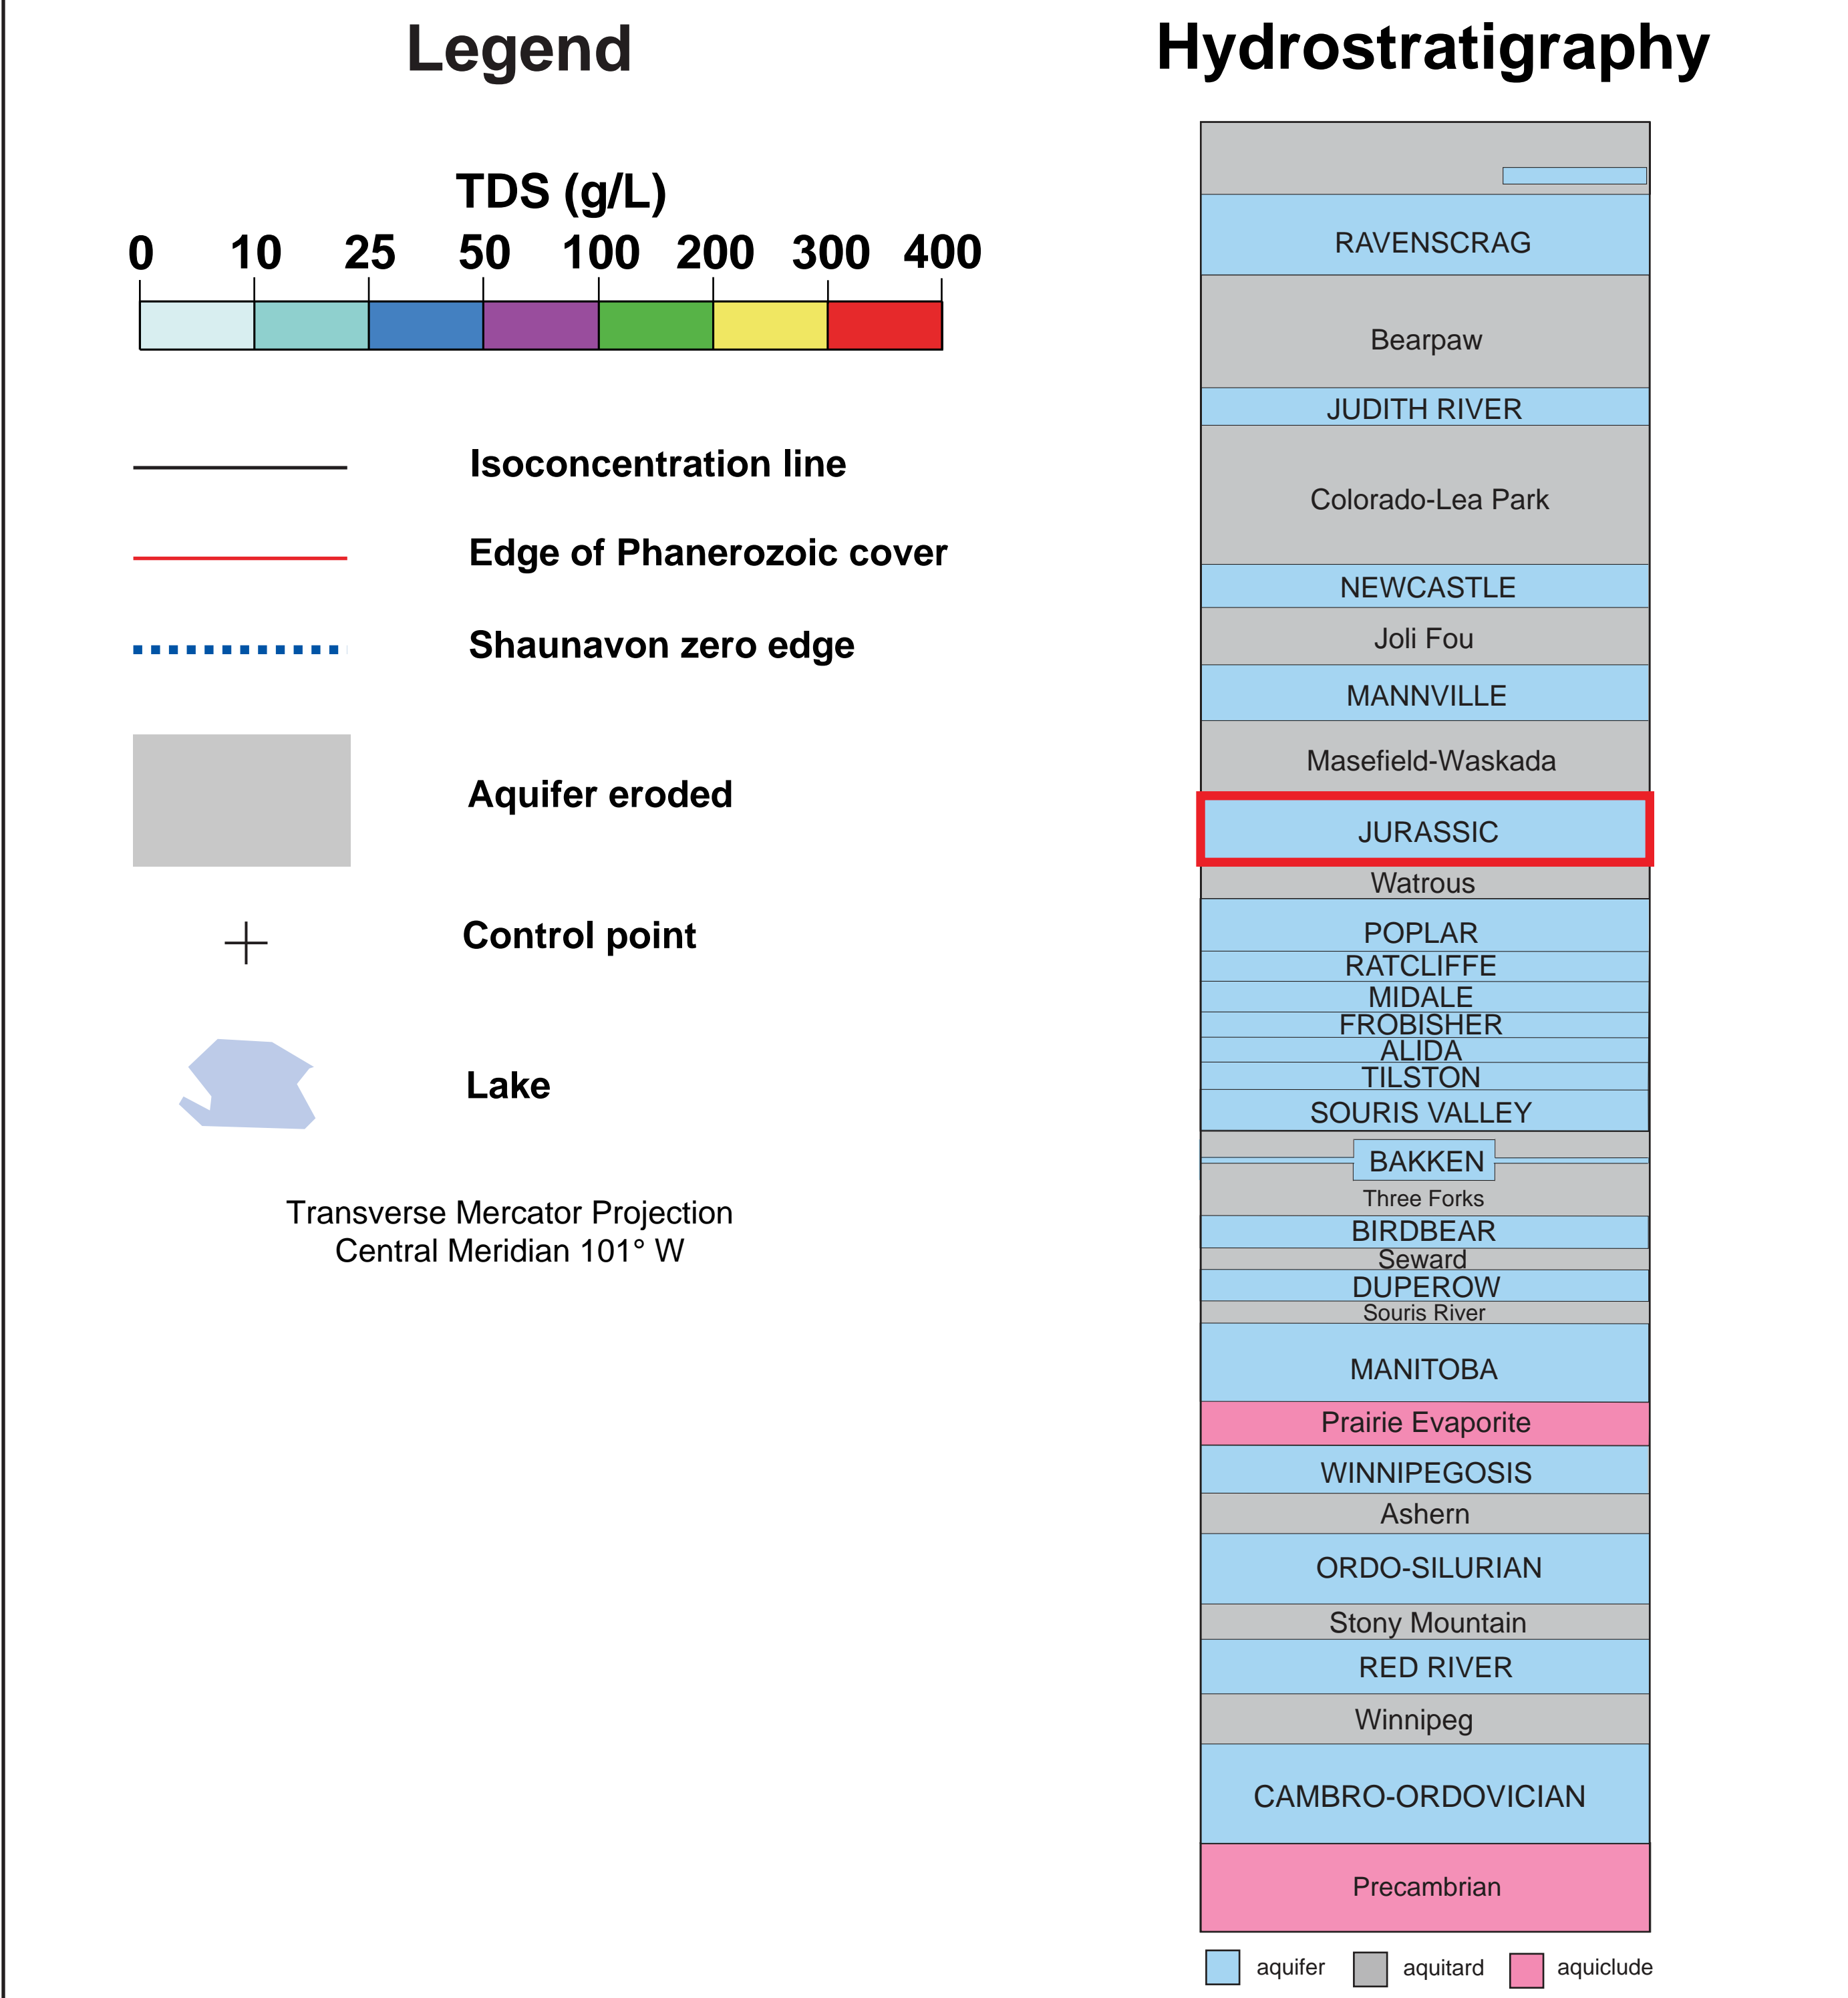 Legend
TDS (g/L)
0 10 25 50 100 200 300 400
Isoconcentration line
Edge of Phanerozoic cover
Shaunavon zero edge
Aquifer eroded
Control point
Lake
Transverse Mercator Projection
Central Meridian 101° W
Hydrostratigraphy
RAVENSCRAG
Bearpaw
JUDITH RIVER
Colorado-Lea Park
NEWCASTLE
Joli Fou
MANNVILLE
Masefield-Waskada
JURASSIC
Watrous
POPLAR
RATCLIFFE
MIDALE
FROBISHER
ALIDA
TILSTON
SOURIS VALLEY
BAKKEN
Three Forks
BIRDBEAR
Seward
DUPEROW
Souris River
MANITOBA
Prairie Evaporite
WINNIPEGOSIS
Ashern
ORDO-SILURIAN
Stony Mountain
RED RIVER
Winnipeg
CAMBRO-ORDOVICIAN
Precambrian
aquifer aquitard aquiclude